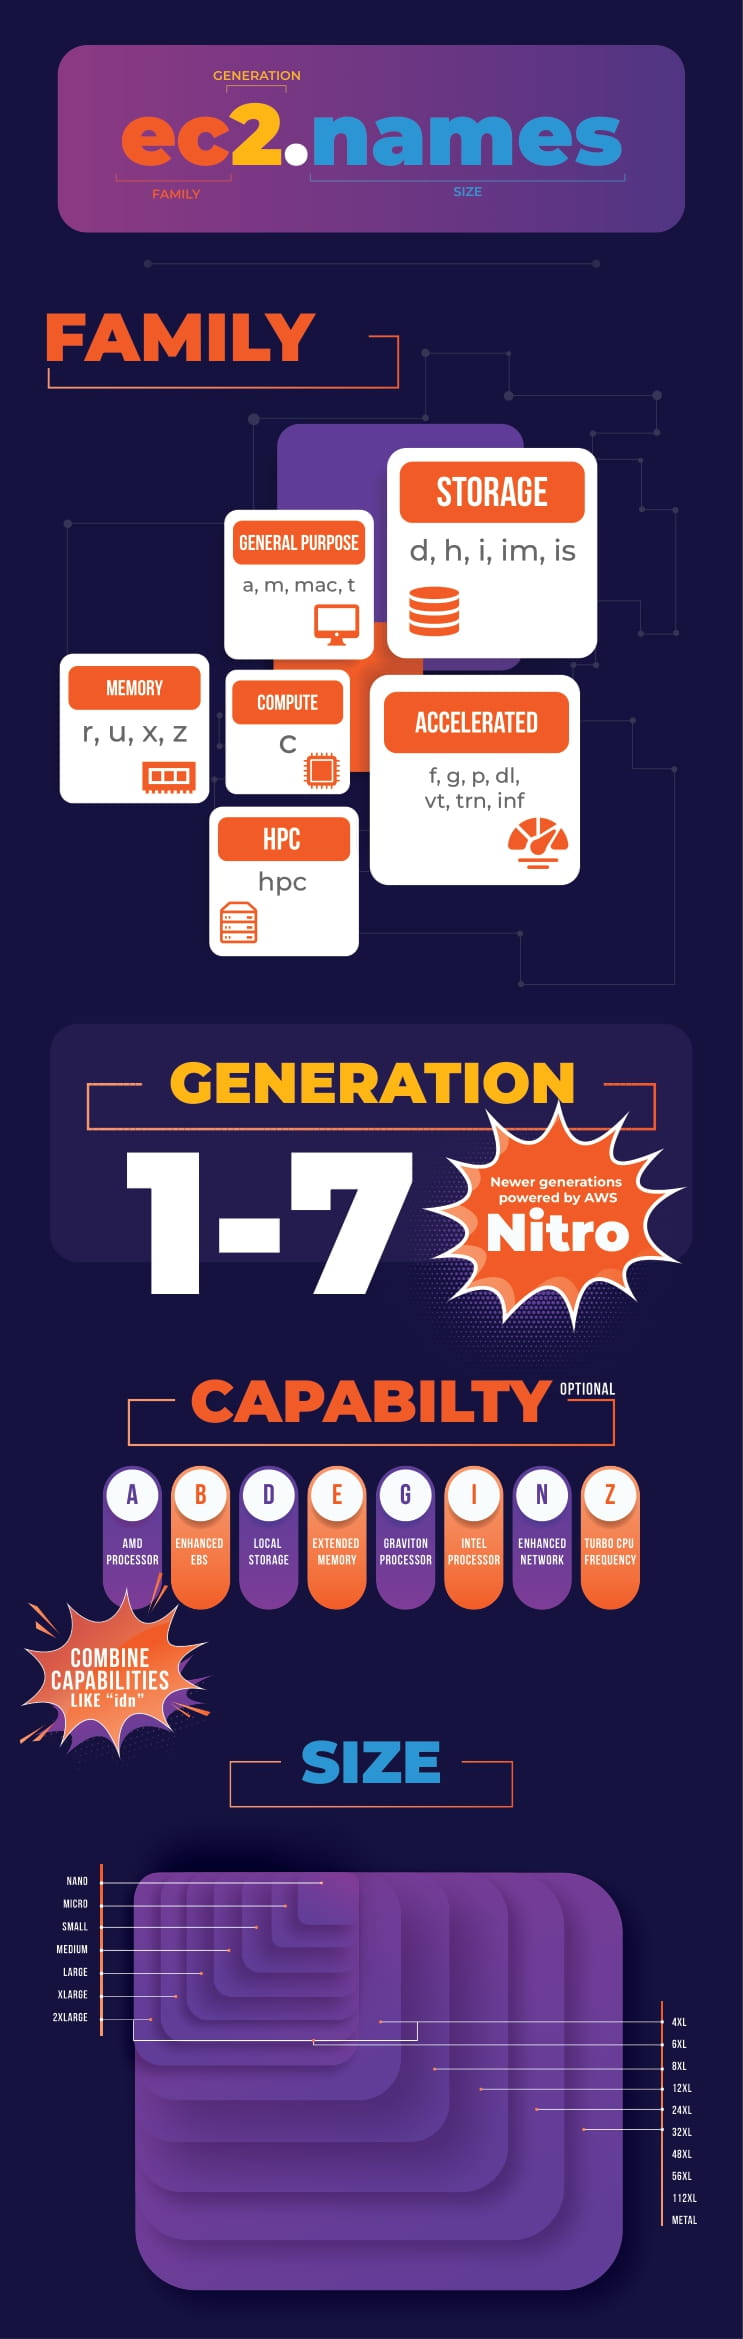 GENERATION
ec2.names
FAMILY
SIZE
FAMILY
STORAGE
d, h, i, im, is
GENERAL PURPOSE
a, m, mac, t
MEMORY
r, u, x, z
COMPUTE
c
ACCELERATED
f, g, p, dl,
vt, trn, inf
HPC
hpc
GENERATION
1-7
Newer generations
powered by AWS
Nitro
CAPABILTY OPTIONAL
A
AMD
PROCESSOR
B
ENHANCED
EBS
D
LOCAL
STORAGE
E
EXTENDED
MEMORY
G
GRAVITON
PROCESSOR
I
INTEL
PROCESSOR
N
ENHANCED
NETWORK
Z
TURBO CPU
FREQUENCY
COMBINE
CAPABILITIES
LIKE "idn"
SIZE
NANO
MICRO
SMALL
MEDIUM
LARGE
XLARGE
2XLARGE
4XL
6XL
8XL
12XL
24XL
32XL
48XL
56XL
112XL
METAL